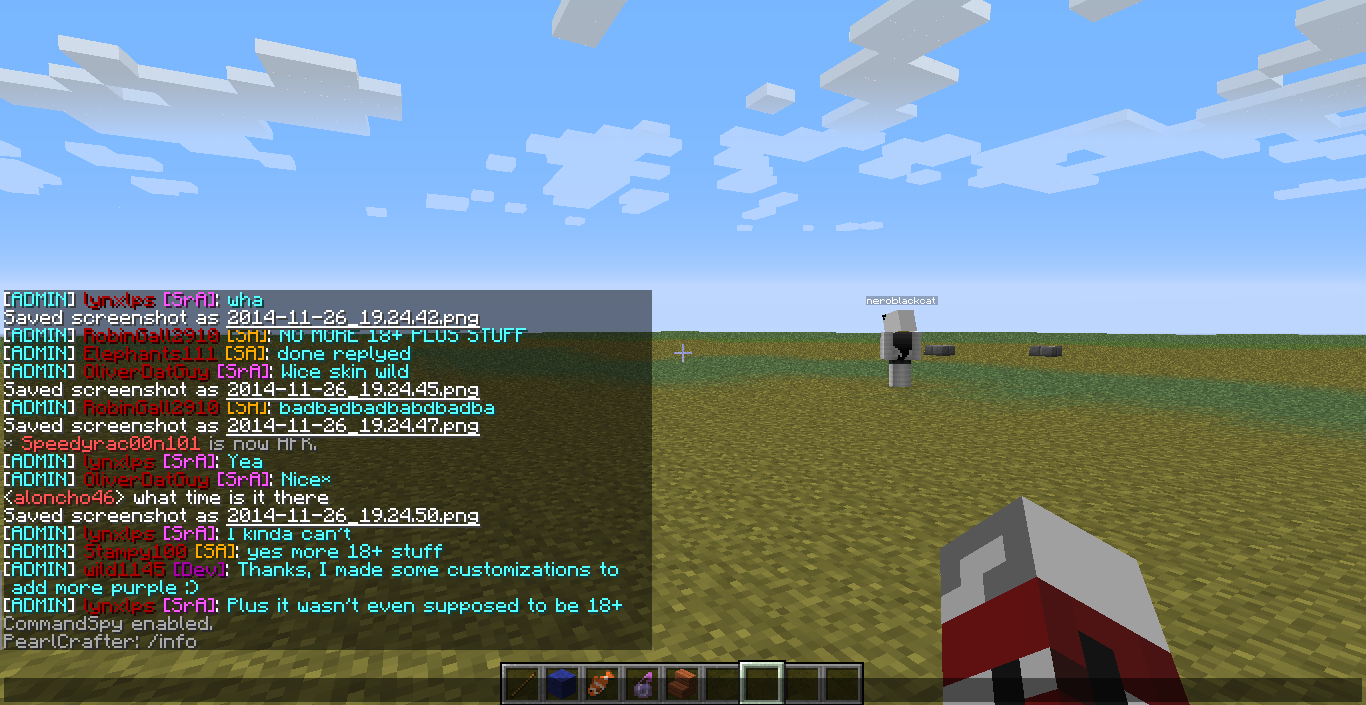 neroblackcat
[ADMIN] lynxlps [SrA]: wha
Saved screenshot as 2014-11-26_19.24.42.png
[ADMIN] RobinGall2910 [SA]: NO MORE 18+ PLUS STUFF
[ADMIN] Elephants111 [SA]: done replyed
[ADMIN] OliverDatGuy [SrA]: Nice skin wild
Saved screenshot as 2014-11-26_19.24.45.png
[ADMIN] RobinGall2910 [SA]: badbadbadbabdbadba
Saved screenshot as 2014-11-26_19.24.47.png
* Speedyrac00n101 is now AFK.
[ADMIN] lynxlps [SrA]: Yea
[ADMIN] OliverDatGuy [SrA]: Nice*
<aloncho46> what time is it there
Saved screenshot as 2014-11-26_19.24.50.png
[ADMIN] lynxlps [SrA]: I kinda can't
[ADMIN] Stampy100 [SA]: yes more 18+ stuff
[ADMIN] wild1145 [Dev]: Thanks, I made some customizations to
add more purple :)
[ADMIN] lynxlps [SrA]: Plus it wasn't even supposed to be 18+
CommandSpy enabled.
PearlCrafter: /info